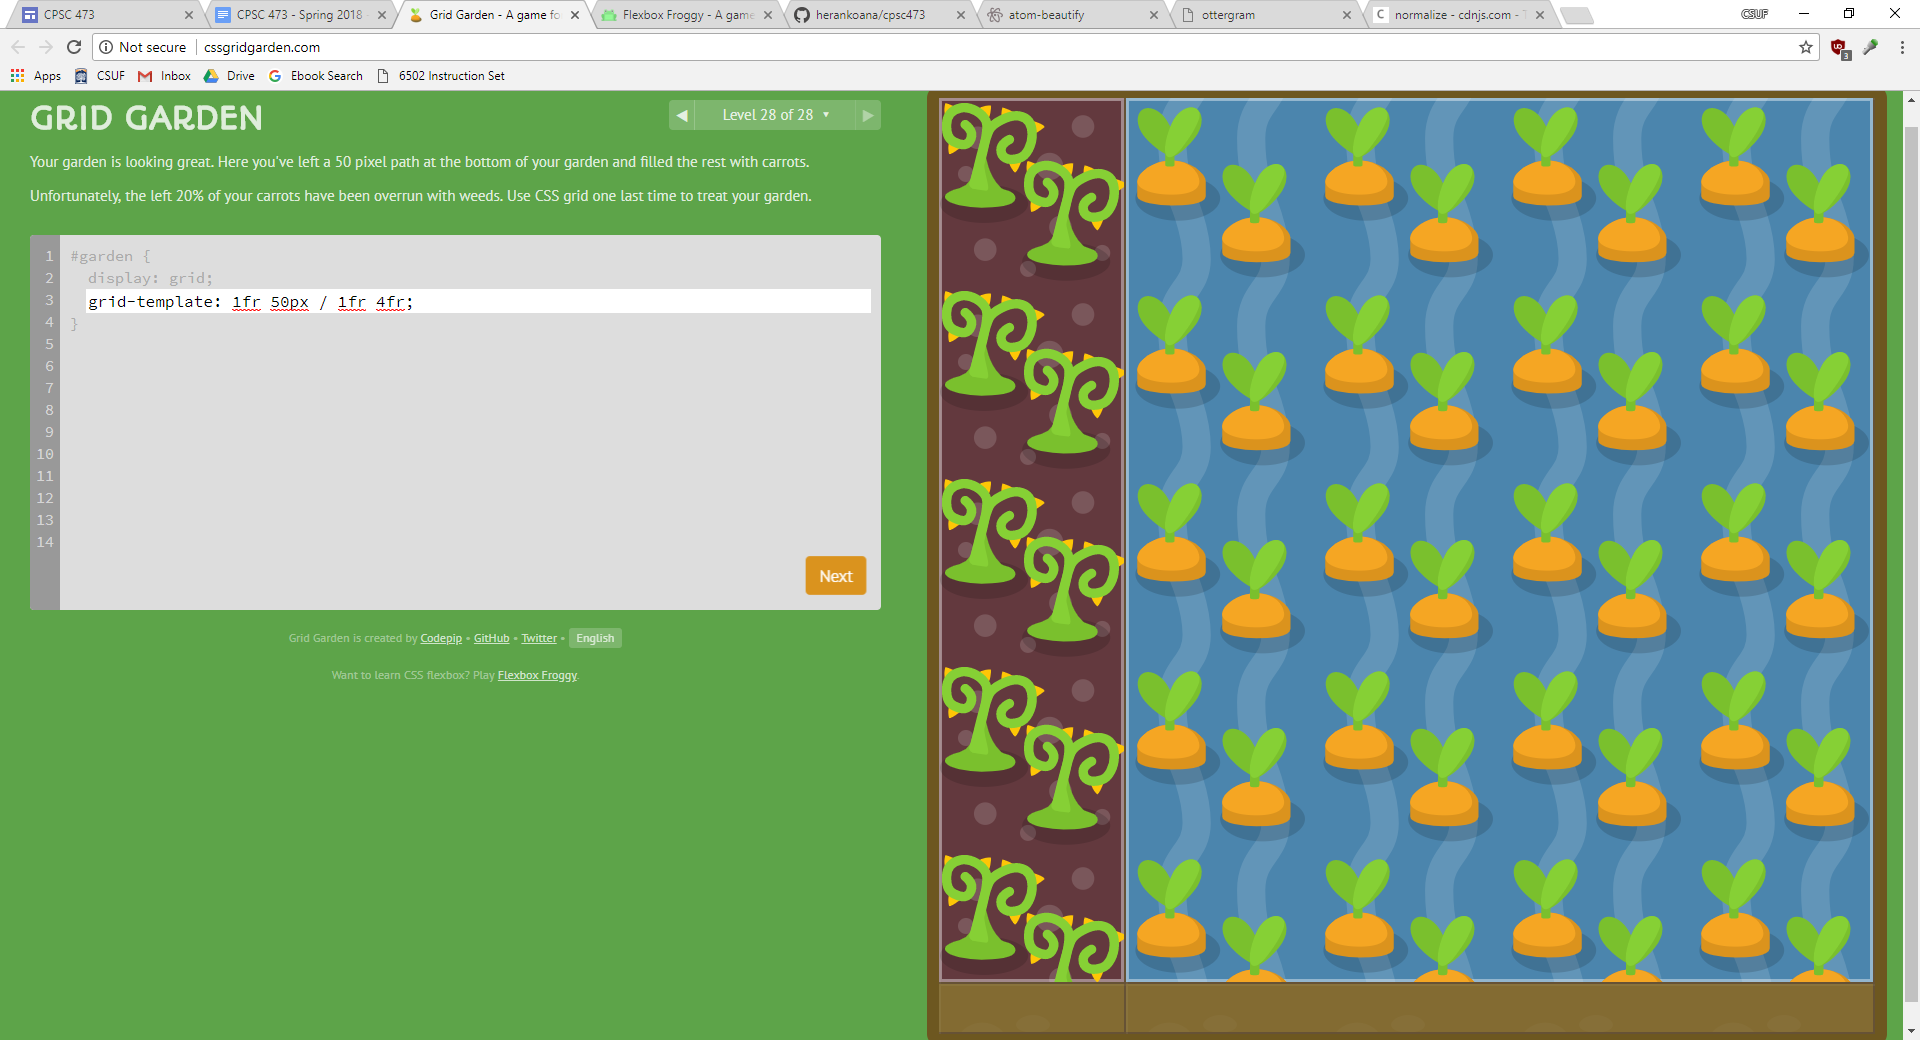 CPSC 473
CPSC 473 - Spring 2018
Grid Garden - A game fo
Flexbox Froggy - A game
herankoana/cpsc473
atom-beautify
ottergram
normalize - cdnjs.com -
CSUF
Not secure
cssgridgarden.com
3
Apps
CSUF
Inbox
Drive
Ebook Search
6502 Instruction Set
GRID GARDEN
◀ Level 28 of 28 ▼ ▶
Your garden is looking great. Here you've left a 50 pixel path at the bottom of your garden and filled the rest with carrots.
Unfortunately, the left 20% of your carrots have been overrun with weeds. Use CSS grid one last time to treat your garden.
1 #garden {
2 display: grid;
3 grid-template: 1fr 50px / 1fr 4fr;
4 }
5
6
7
8
9
10
11
12
13
14
Next
Grid Garden is created by Codepip • GitHub • Twitter • English
Want to learn CSS flexbox? Play Flexbox Froggy.